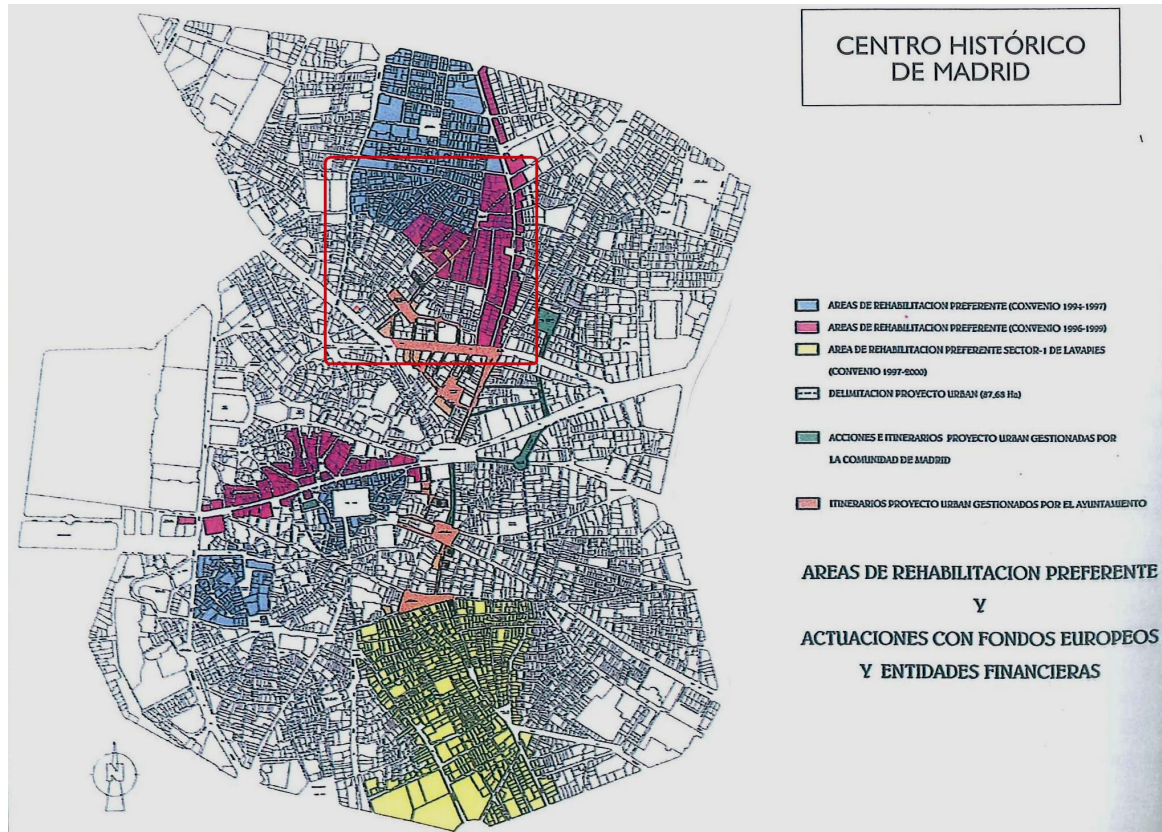 CENTRO HISTÓRICO
DE MADRID
AREAS DE REHABILITACION PREFERENTE (CONVENIO 1994-1997)
AREAS DE REHABILITACION PREFERENTE (CONVENIO 1996-1999)
AREA DE REHABILITACION PREFERENTE SECTOR-1 DE LAVAPIES
(CONVENIO 1997-2000)
DELIMITACION PROYECTO URBAN (87,68 Ha)
ACCIONES E ITINERARIOS PROYECTO URBAN GESTIONADAS POR
LA COMUNIDAD DE MADRID
ITINERARIOS PROYECTO URBAN GESTIONADOS POR EL AYUNTAMIENTO
AREAS DE REHABILITACION PREFERENTE
Y
ACTUACIONES CON FONDOS EUROPEOS
Y ENTIDADES FINANCIERAS
N